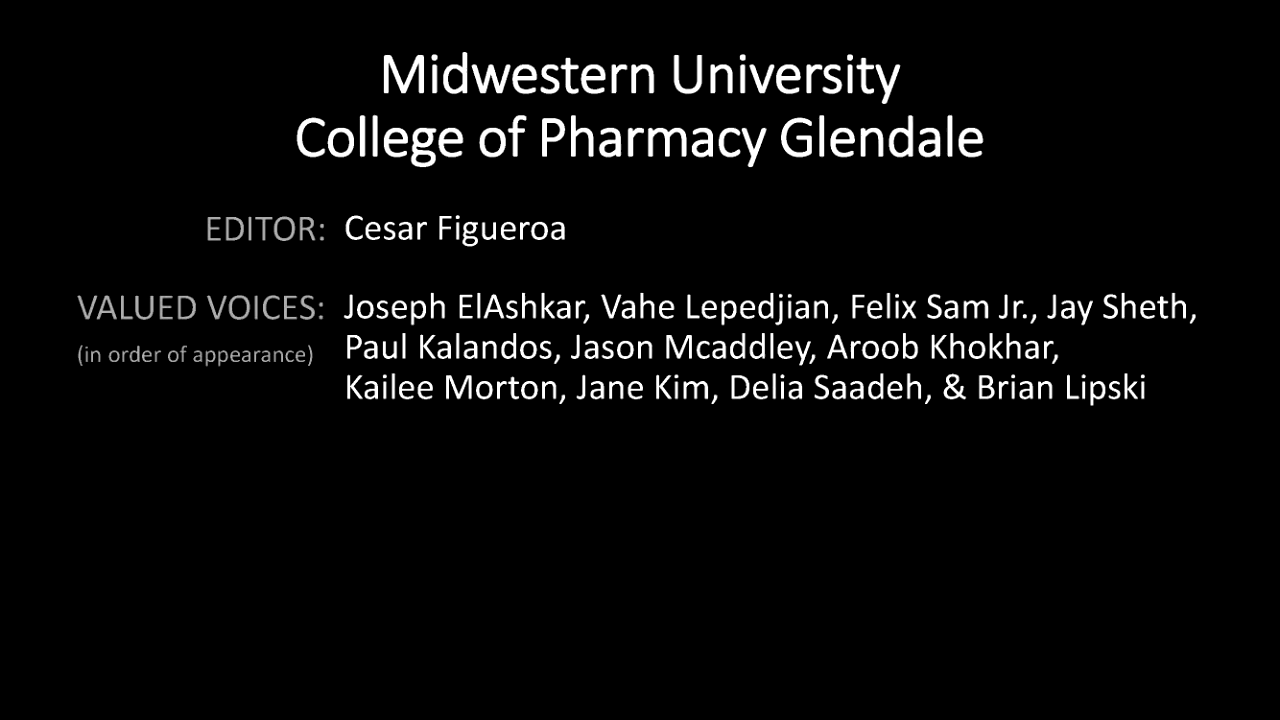 Midwestern University
College of Pharmacy Glendale
EDITOR: Cesar Figueroa
VALUED VOICES: Joseph ElAshkar, Vahe Lepedjian, Felix Sam Jr., Jay Sheth,
(in order of appearance) Paul Kalandos, Jason Mcaddley, Aroob Khokhar,
Kailee Morton, Jane Kim, Delia Saadeh, & Brian Lipski